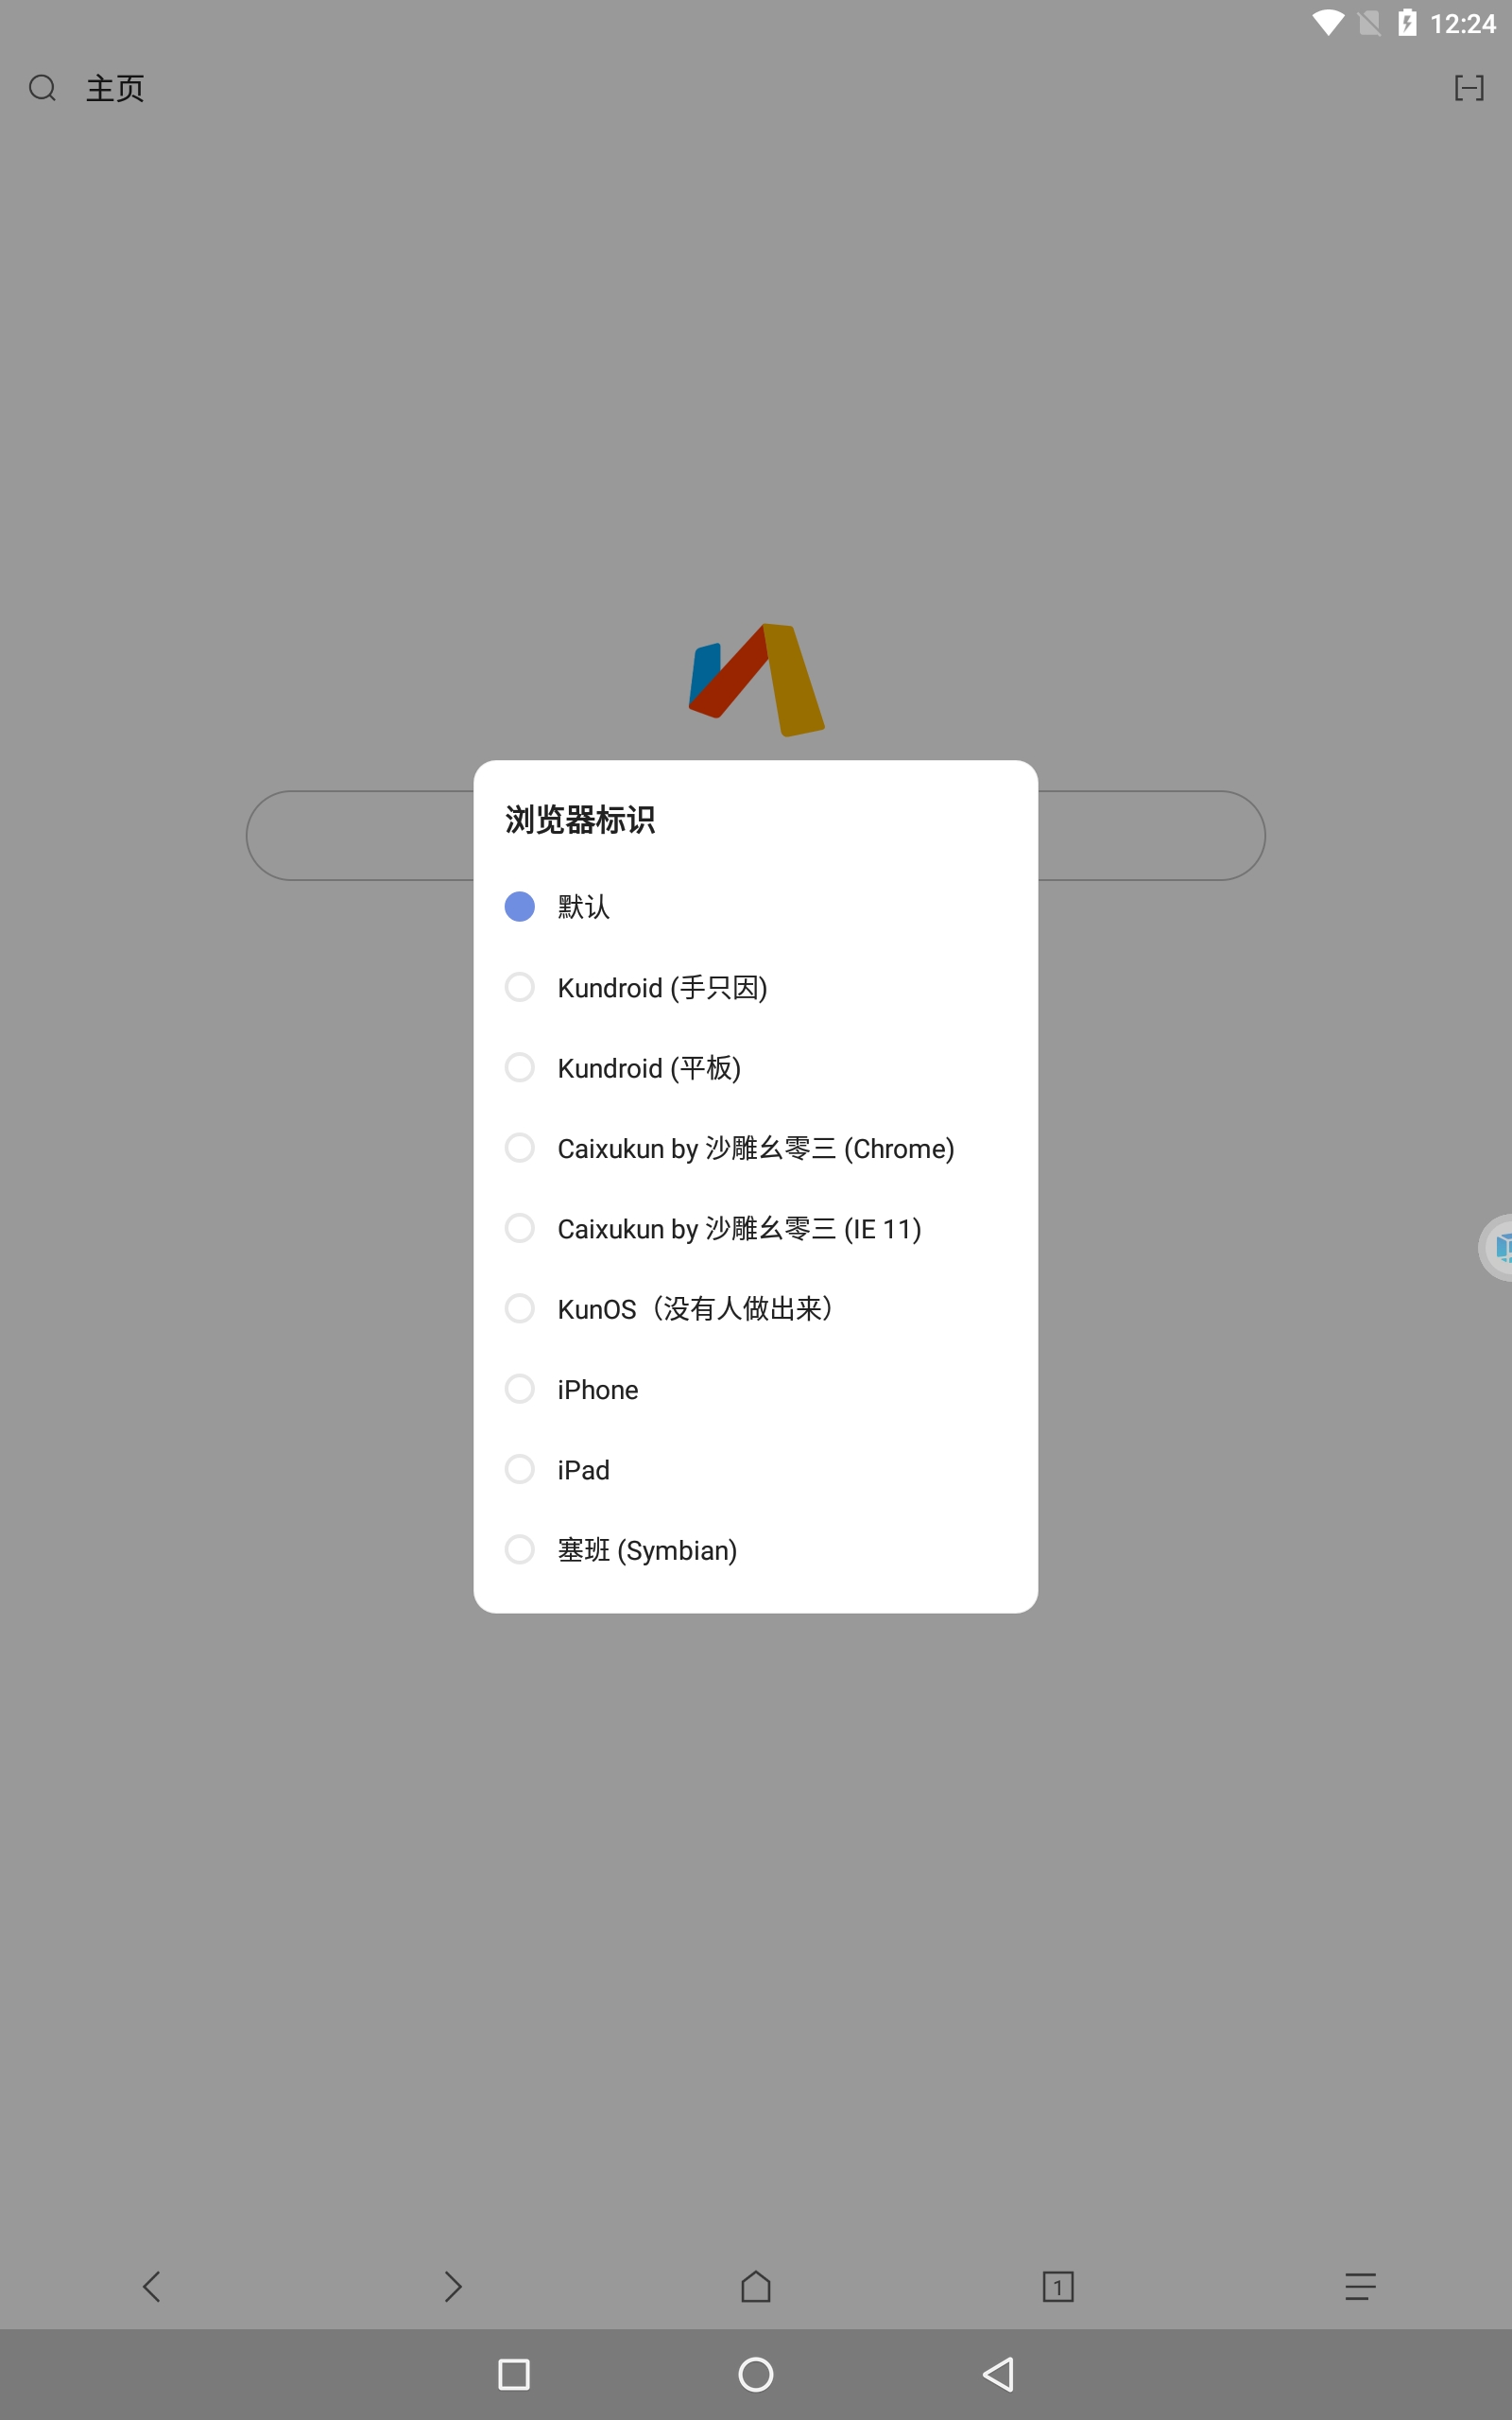 12:24
主页
浏览器标识
默认
Kundroid (手只因)
Kundroid (平板)
Caixukun by 沙雕幺零三 (Chrome)
Caixukun by 沙雕幺零三 (IE 11)
KunOS（没有人做出来）
iPhone
iPad
塞班 (Symbian)
1